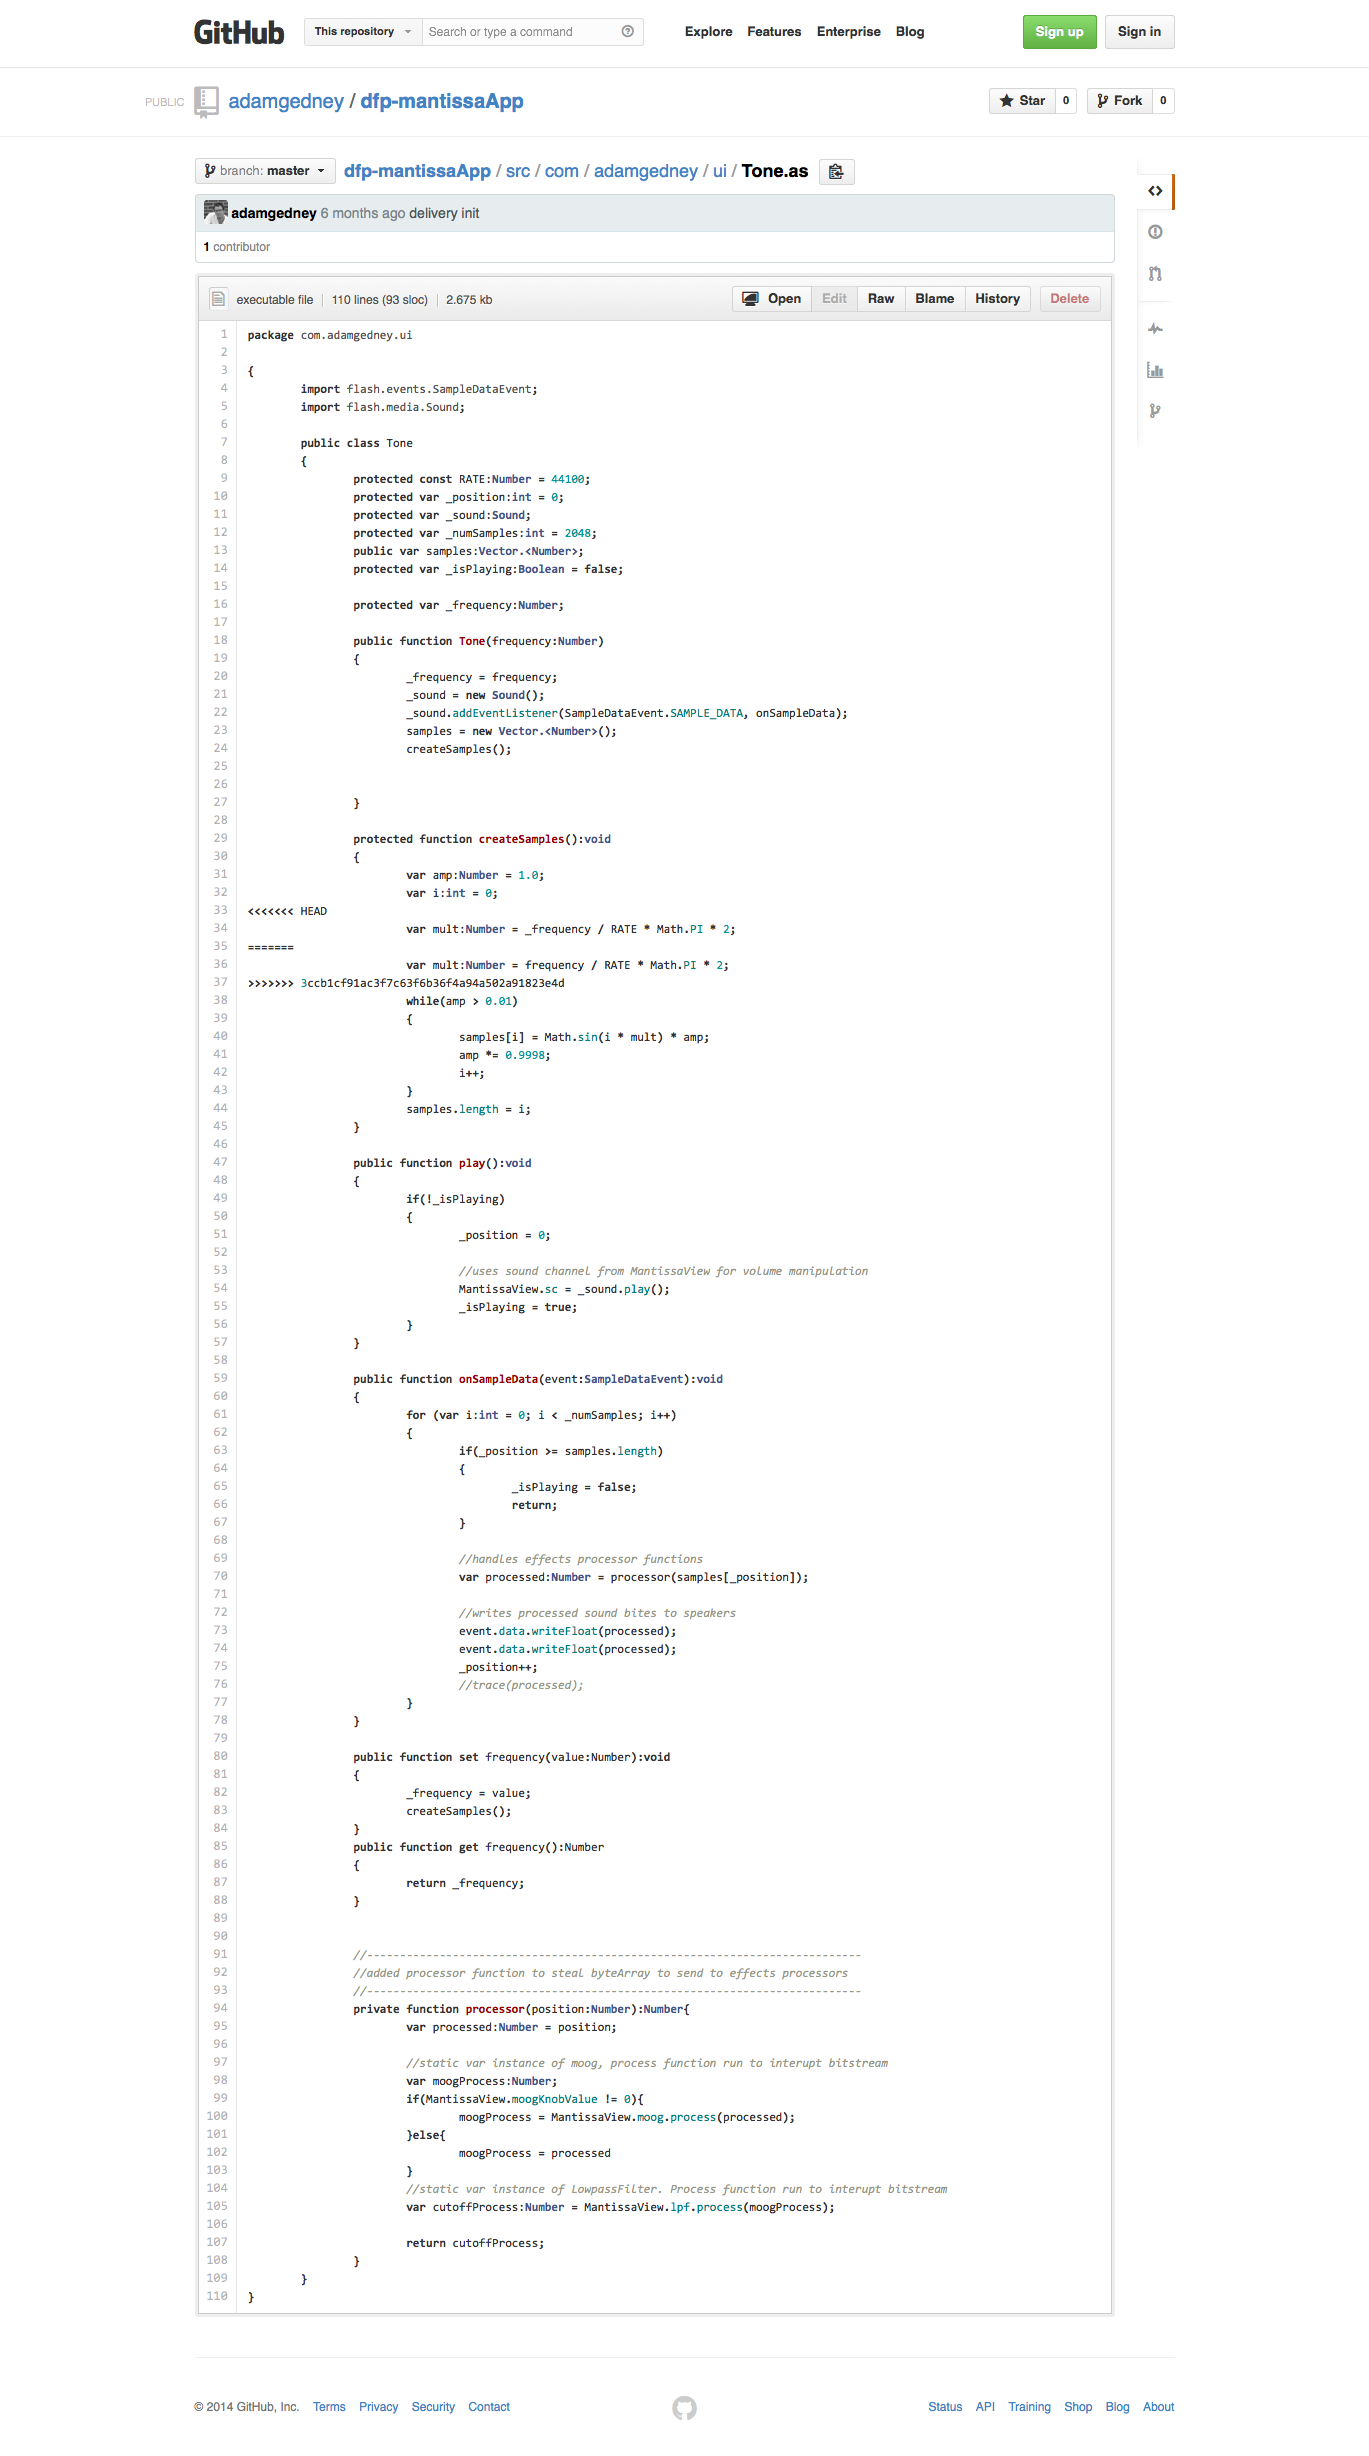 GitHub This repository Search or type a command Explore Features Enterprise Blog Sign up Sign in
PUBLIC adamgedney / dfp-mantissaApp Star 0 Fork 0
branch: master dfp-mantissaApp / src / com / adamgedney / ui / Tone.as
adamgedney 6 months ago delivery init
1 contributor
executable file 110 lines (93 sloc) 2.675 kb Open Edit Raw Blame History Delete
1 package com.adamgedney.ui
2
3 {
4 import flash.events.SampleDataEvent;
5 import flash.media.Sound;
6
7 public class Tone
8 {
9 protected const RATE:Number = 44100;
10 protected var _position:int = 0;
11 protected var _sound:Sound;
12 protected var _numSamples:int = 2048;
13 public var samples:Vector.<Number>;
14 protected var _isPlaying:Boolean = false;
15
16 protected var _frequency:Number;
17
18 public function Tone(frequency:Number)
19 {
20 _frequency = frequency;
21 _sound = new Sound();
22 _sound.addEventListener(SampleDataEvent.SAMPLE_DATA, onSampleData);
23 samples = new Vector.<Number>();
24 createSamples();
25
26
27 }
28
29 protected function createSamples():void
30 {
31 var amp:Number = 1.0;
32 var i:int = 0;
33 <<<<<<< HEAD
34 var mult:Number = _frequency / RATE * Math.PI * 2;
35 =======
36 var mult:Number = frequency / RATE * Math.PI * 2;
37 >>>>>>> 3ccb1cf91ac3f7c63f6b36f4a94a502a91823e4d
38 while(amp > 0.01)
39 {
40 samples[i] = Math.sin(i * mult) * amp;
41 amp *= 0.9998;
42 i++;
43 }
44 samples.length = i;
45 }
46
47 public function play():void
48 {
49 if(!_isPlaying)
50 {
51 _position = 0;
52
53 //uses sound channel from MantissaView for volume manipulation
54 MantissaView.sc = _sound.play();
55 _isPlaying = true;
56 }
57 }
58
59 public function onSampleData(event:SampleDataEvent):void
60 {
61 for (var i:int = 0; i < _numSamples; i++)
62 {
63 if(_position >= samples.length)
64 {
65 _isPlaying = false;
66 return;
67 }
68
69 //handles effects processor functions
70 var processed:Number = processor(samples[_position]);
71
72 //writes processed sound bites to speakers
73 event.data.writeFloat(processed);
74 event.data.writeFloat(processed);
75 _position++;
76 //trace(processed);
77 }
78 }
79
80 public function set frequency(value:Number):void
81 {
82 _frequency = value;
83 createSamples();
84 }
85 public function get frequency():Number
86 {
87 return _frequency;
88 }
89
90
91 //---------------------------------------------------------------------------
92 //added processor function to steal byteArray to send to effects processors
93 //---------------------------------------------------------------------------
94 private function processor(position:Number):Number{
95 var processed:Number = position;
96
97 //static var instance of moog, process function run to interupt bitstream
98 var moogProcess:Number;
99 if(MantissaView.moogKnobValue != 0){
100 moogProcess = MantissaView.moog.process(processed);
101 }else{
102 moogProcess = processed
103 }
104 //static var instance of LowpassFilter. Process function run to interupt bitstream
105 var cutoffProcess:Number = MantissaView.lpf.process(moogProcess);
106
107 return cutoffProcess;
108 }
109 }
110 }
© 2014 GitHub, Inc. Terms Privacy Security Contact Status API Training Shop Blog About